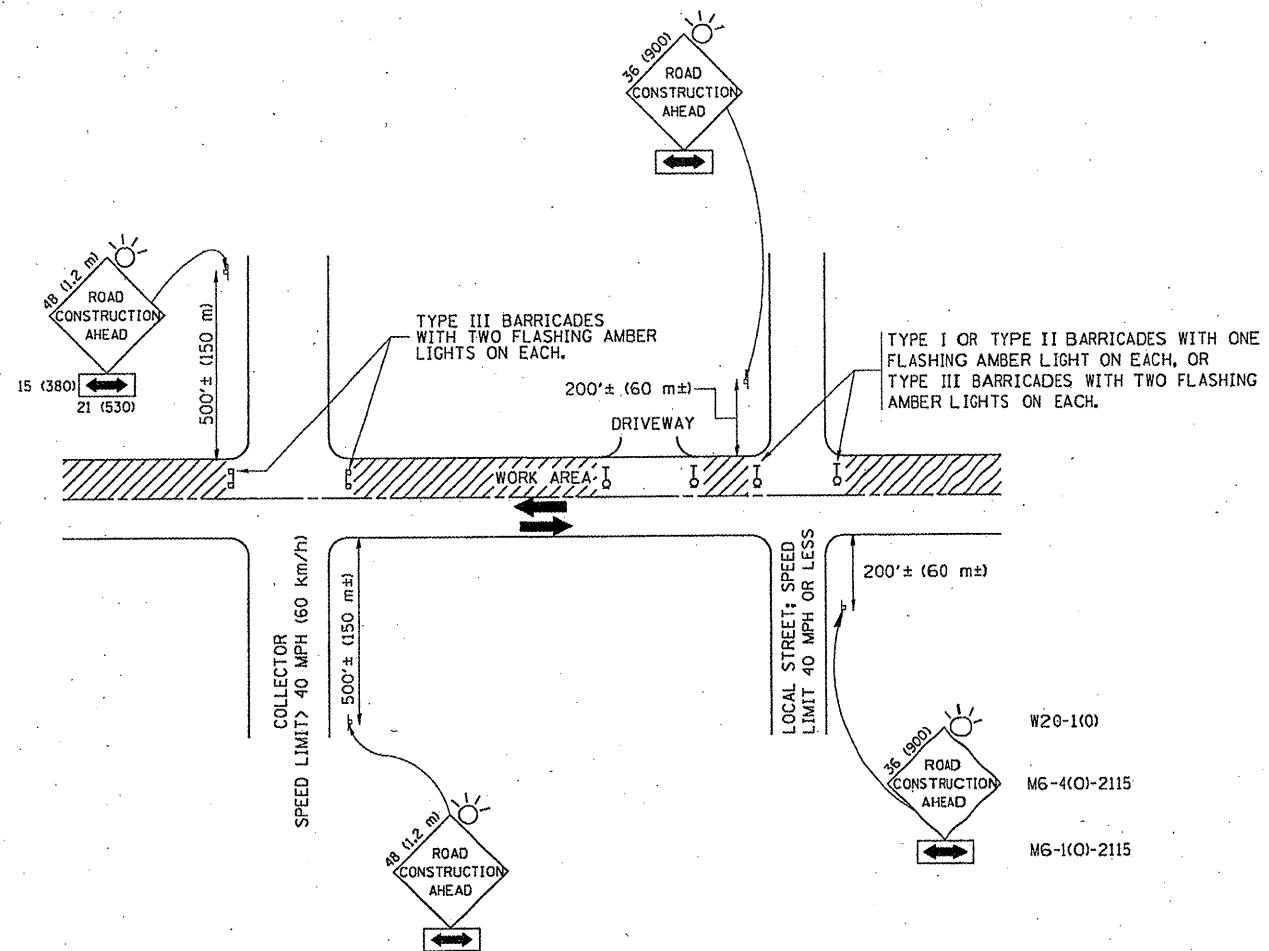 36 (900)
ROAD
CONSTRUCTION
AHEAD
48 (1.2 m)
ROAD
CONSTRUCTION
AHEAD
15 (380)
21 (530)
500'± (150 m)
TYPE III BARRICADES
WITH TWO FLASHING AMBER
LIGHTS ON EACH.
200'± (60 m±)
DRIVEWAY
TYPE I OR TYPE II BARRICADES WITH ONE
FLASHING AMBER LIGHT ON EACH, OR
TYPE III BARRICADES WITH TWO FLASHING
AMBER LIGHTS ON EACH.
WORK AREA
COLLECTOR
SPEED LIMIT> 40 MPH (60 km/h)
500'± (150 m±)
LOCAL STREET; SPEED
LIMIT 40 MPH OR LESS
200'± (60 m±)
48 (1.2 m)
ROAD
CONSTRUCTION
AHEAD
36 (900)
ROAD
CONSTRUCTION
AHEAD
W20-1(O)
M6-4(O)-2115
M6-1(O)-2115